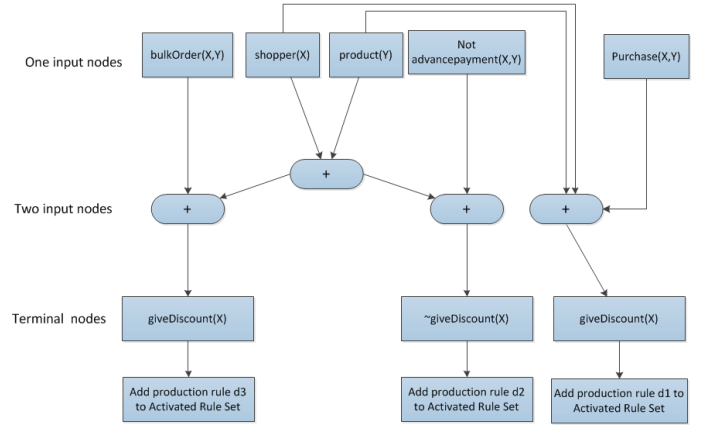 One input nodes
bulkOrder(X,Y)
shopper(X)
product(Y)
Not
advancepayment(X,Y)
Purchase(X,Y)
+
Two input nodes
+
+
+
Terminal nodes
giveDiscount(X)
~giveDiscount(X)
giveDiscount(X)
Add production rule d3
to Activated Rule Set
Add production rule d2
to Activated Rule Set
Add production rule d1 to
Activated Rule Set